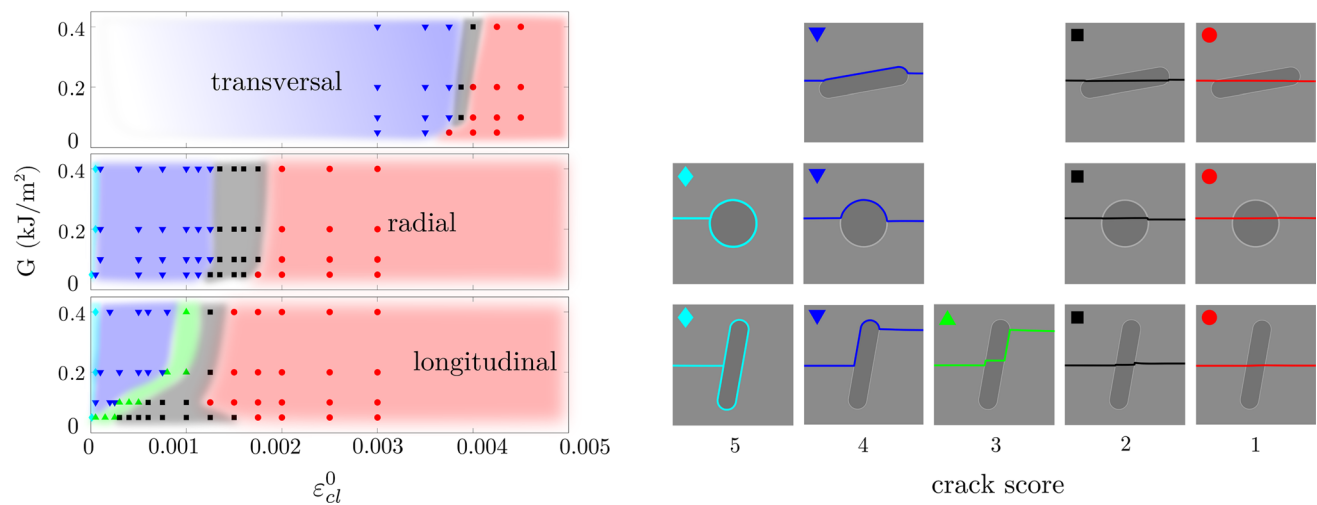 0.4
0.2
0
transversal
G (kJ/m²)
0.4
0.2
0
radial
0.4
0.2
0
longitudinal
0 0.001 0.002 0.003 0.004 0.005
ε⁰cl
5 4 3 2 1
crack score